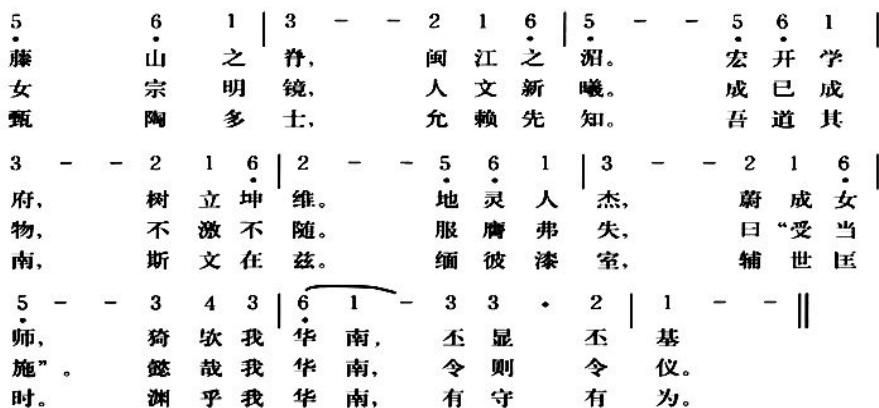 5 6 1 | 3 - - 2 1 6 | 5 - - 5 6 1 |
藤 山 之 脊, 闽 江 之 湄。 宏 开 学
女 宗 明 镜, 人 文 新 曦。 成 已 成
甄 陶 多 士, 允 赖 先 知。 吾 道 其
3 - - 2 1 6 | 2 - - 5 6 1 | 3 - - 2 1 6 |
府, 树 立 坤 维。 地 灵 人 杰, 蔚 成 女
物, 不 激 不 随。 服 膺 弗 失, 曰 “受 当
南, 斯 文 在 兹。 缅 彼 漆 室, 辅 世 匡
5 - - 3 4 3 | 6 1 - 3 3 · 2 | 1 - - ||
师, 猗 欤 我 华 南, 丕 显 丕 基
施”。 懿 哉 我 华 南, 令 则 令 仪。
时。 渊 乎 我 华 南, 有 守 有 为。